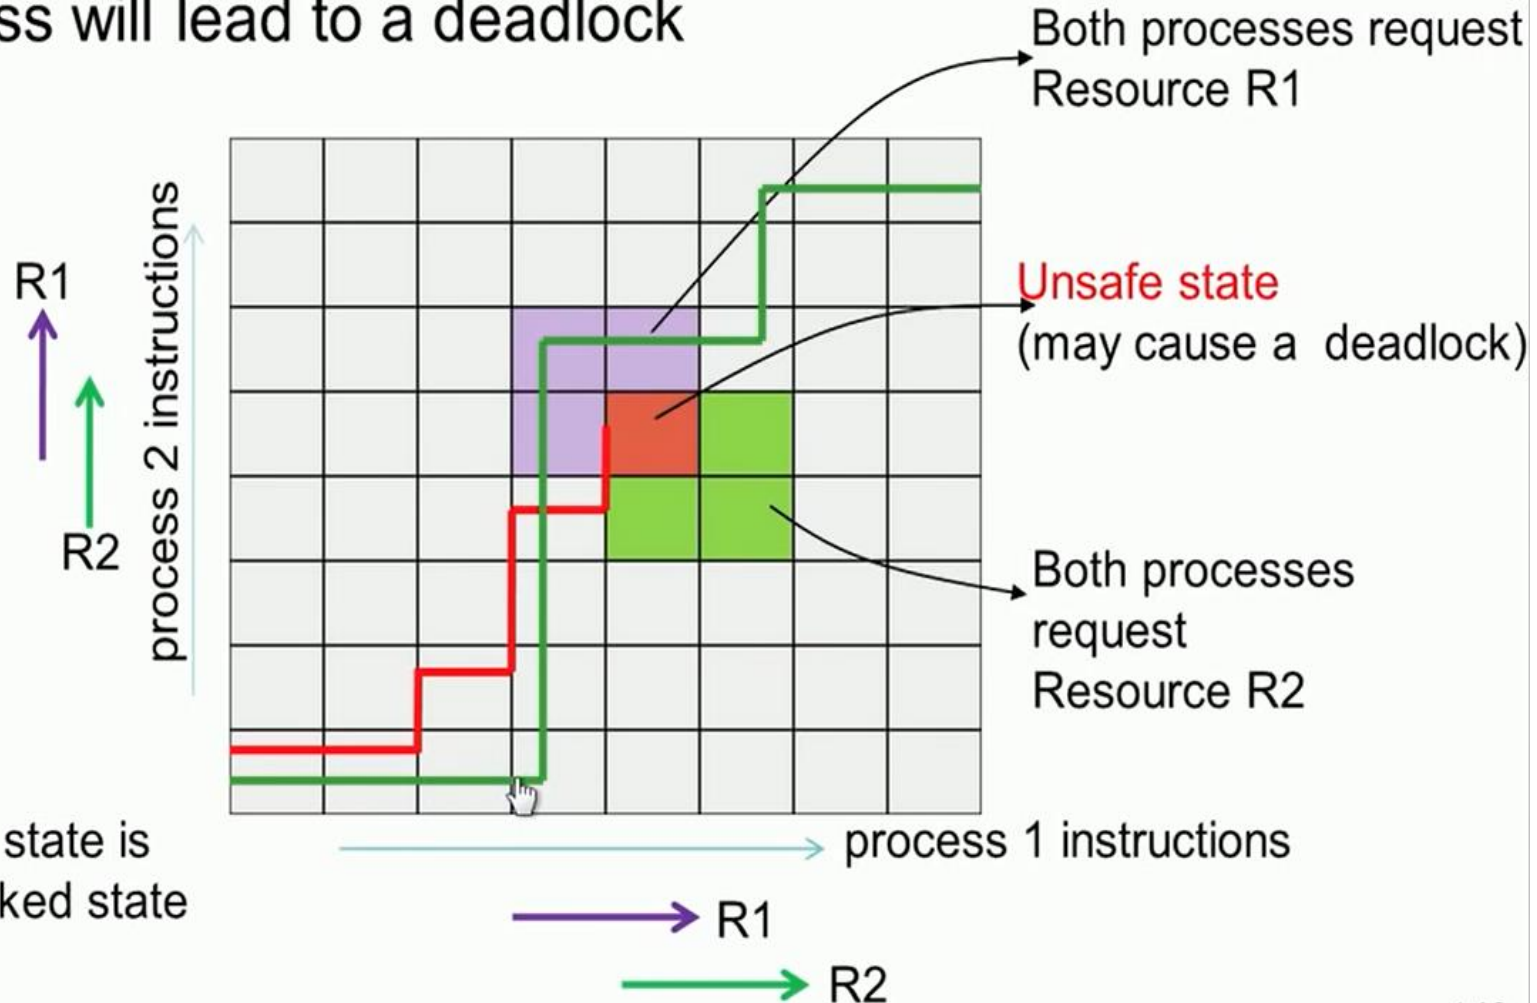 ss will lead to a deadlock
Both processes request
Resource R1
Unsafe state
(may cause a deadlock)
Both processes
request
Resource R2
R1
R2
process 2 instructions
process 1 instructions
R1
R2
state is
ked state